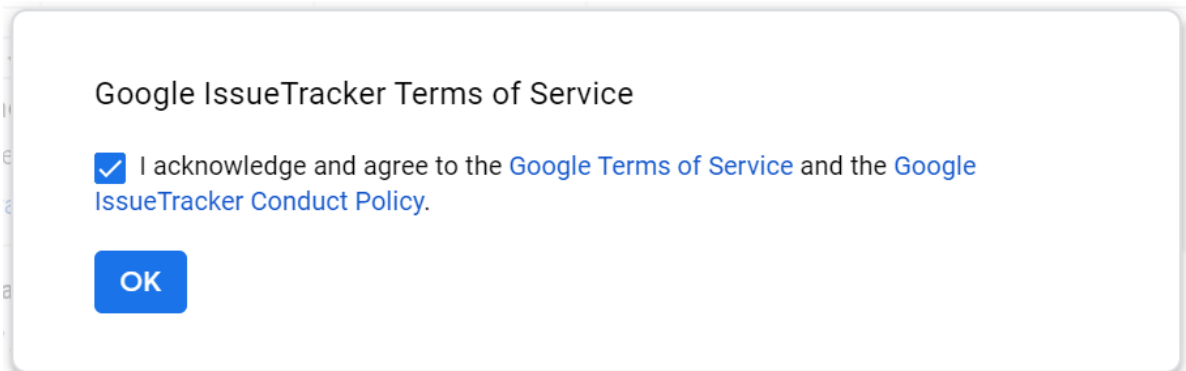 Google IssueTracker Terms of Service
I acknowledge and agree to the Google Terms of Service and the Google
IssueTracker Conduct Policy.
OK